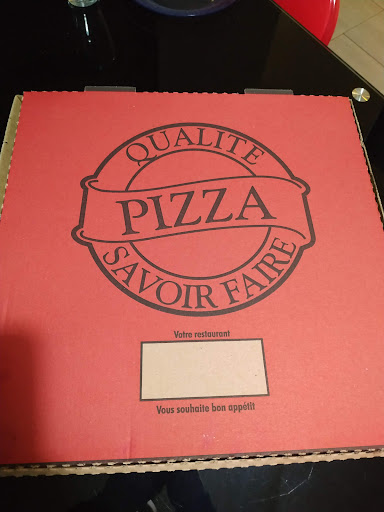 QUALITE
PIZZA
SAVOIR FAIRE
Votre restaurant
Vous souhaite bon appétit